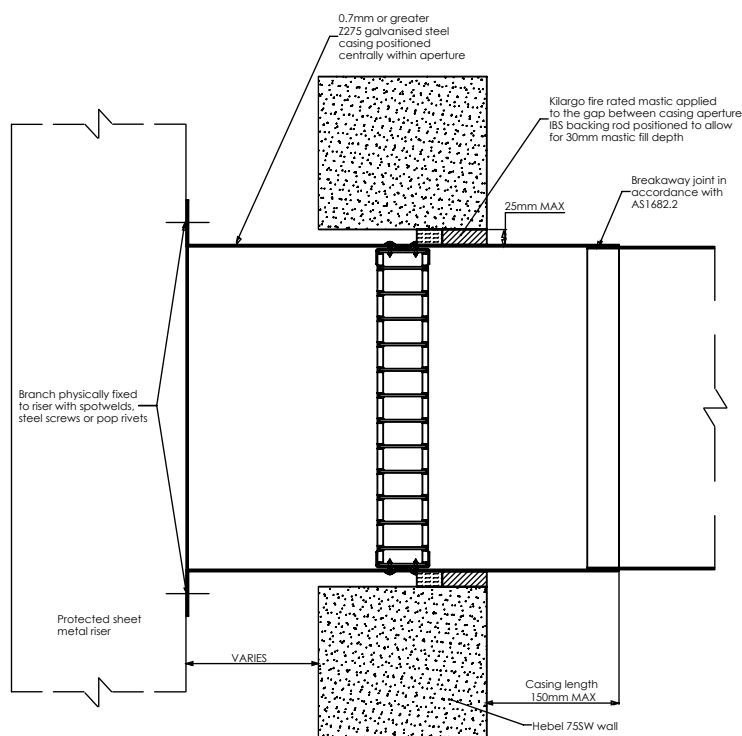 0.7mm or greater
Z275 galvanised steel
casing positioned
centrally within aperture
Kilargo fire rated mastic applied
to the gap between casing aperture
IBS backing rod positioned to allow
for 30mm mastic fill depth
Breakaway joint in
accordance with
AS1682.2
25mm MAX
Branch physically fixed
to riser with spotwelds,
steel screws or pop rivets
Protected sheet
metal riser
VARIES
Casing length
150mm MAX
Hebel 75SW wall